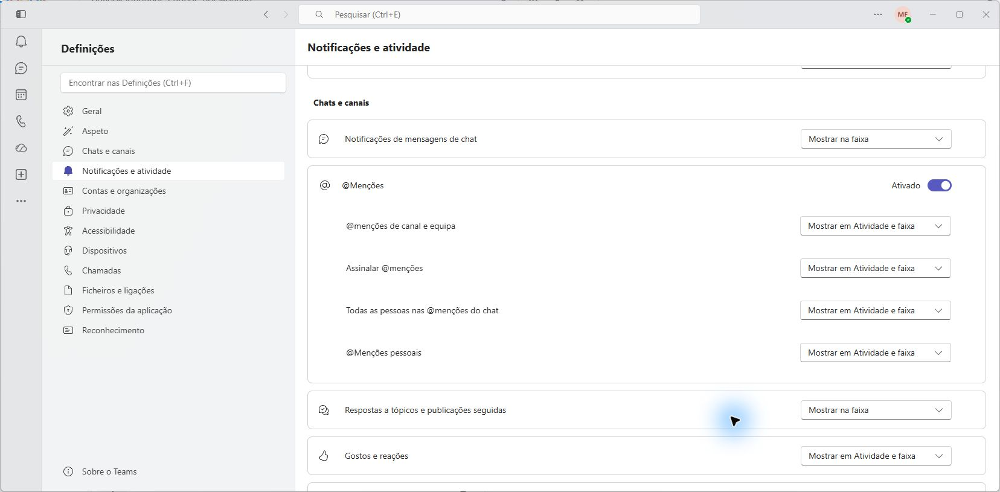 Pesquisar (Ctrl+E)
MF
Definições
Notificações e atividade
Encontrar nas Definições (Ctrl+F)
Geral
Aspeto
Chats e canais
Notificações e atividade
Contas e organizações
Privacidade
Acessibilidade
Dispositivos
Chamadas
Ficheiros e ligações
Permissões da aplicação
Reconhecimento
Sobre o Teams
Chats e canais
Notificações de mensagens de chat
Mostrar na faixa
@Menções
Ativado
@menções de canal e equipa
Mostrar em Atividade e faixa
Assinalar @menções
Mostrar em Atividade e faixa
Todas as pessoas nas @menções do chat
Mostrar em Atividade e faixa
@Menções pessoais
Mostrar em Atividade e faixa
Respostas a tópicos e publicações seguidas
Mostrar na faixa
Gostos e reações
Mostrar em Atividade e faixa